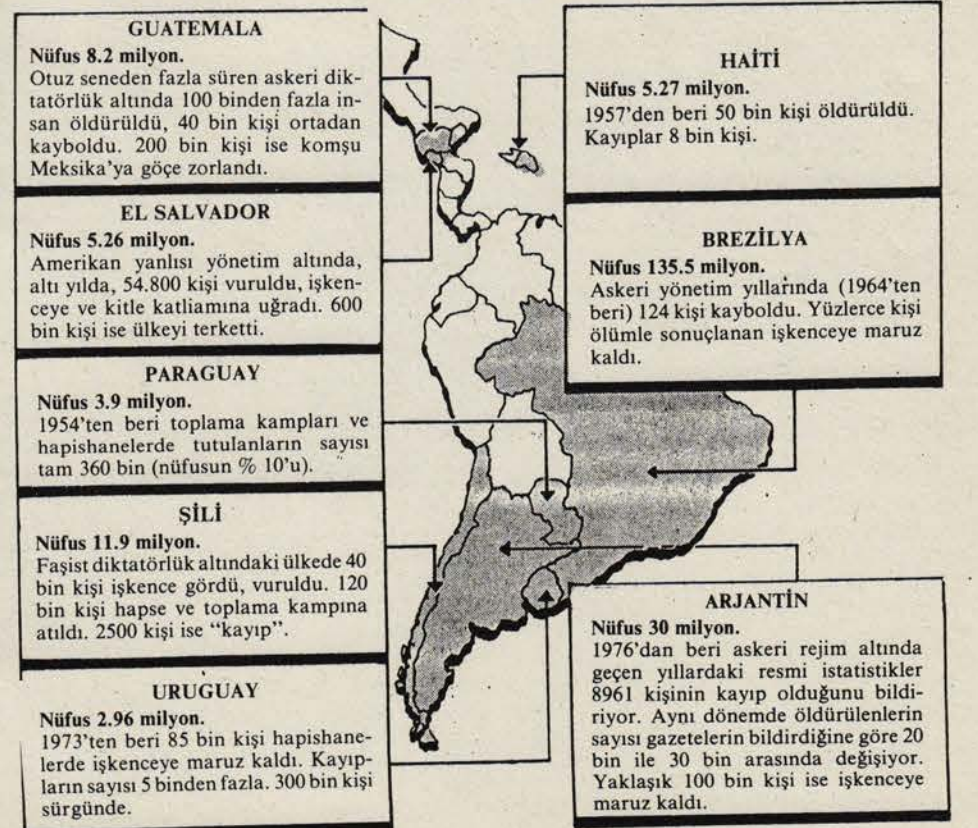 GUATEMALA
Nüfus 8.2 milyon.
Otuz seneden fazla süren askeri dik-
tatörlük altında 100 binden fazla in-
san öldürüldü, 40 bin kişi ortadan
kayboldu. 200 bin kişi ise komşu
Meksika'ya göçe zorlandı.
EL SALVADOR
Nüfus 5.26 milyon.
Amerikan yanlısı yönetim altında,
altı yılda, 54.800 kişi vuruldu, işken-
ceye ve kitle katliamına uğradı. 600
bin kişi ise ülkeyi terketti.
PARAGUAY
Nüfus 3.9 milyon.
1954'ten beri toplama kampları ve
hapishanelerde tutulanların sayısı
tam 360 bin (nüfusun % 10'u).
ŞİLİ
Nüfus 11.9 milyon.
Faşist diktatörlük altındaki ülkede 40
bin kişi işkence gördü, vuruldu. 120
bin kişi hapse ve toplama kampına
atıldı. 2500 kişi ise “kayıp”.
URUGUAY
Nüfus 2.96 milyon.
1973'ten beri 85 bin kişi hapishane-
lerde işkenceye maruz kaldı. Kayıp-
ların sayısı 5 binden fazla. 300 bin kişi
sürgünde.
HAİTİ
Nüfus 5.27 milyon.
1957'den beri 50 bin kişi öldürüldü.
Kayıplar 8 bin kişi.
BREZİLYA
Nüfus 135.5 milyon.
Askeri yönetim yıllarında (1964'ten
beri) 124 kişi kayboldu. Yüzlerce kişi
ölümle sonuçlanan işkenceye maruz
kaldı.
ARJANTİN
Nüfus 30 milyon.
1976'dan beri askeri rejim altında
geçen yıllardaki resmi istatistikler
8961 kişinin kayıp olduğunu bildi-
riyor. Aynı dönemde öldürülenlerin
sayısı gazetelerin bildirdiğine göre 20
bin ile 30 bin arasında değişiyor.
Yaklaşık 100 bin kişi ise işkenceye
maruz kaldı.